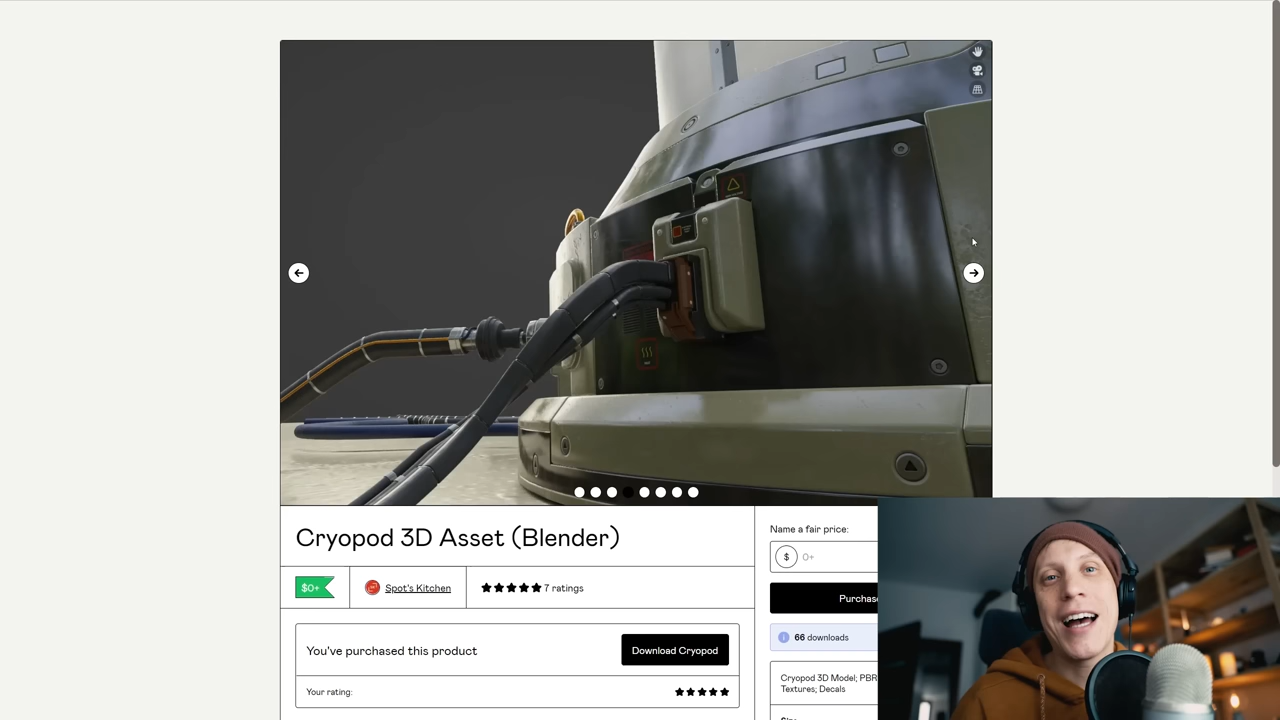 Cryopod 3D Asset (Blender)
$0+
Spot's Kitchen
7 ratings
You've purchased this product
Download Cryopod
Your rating:
Name a fair price:
$
0+
Purchas
66 downloads
Cryopod 3D Model; PBR
Textures; Decals